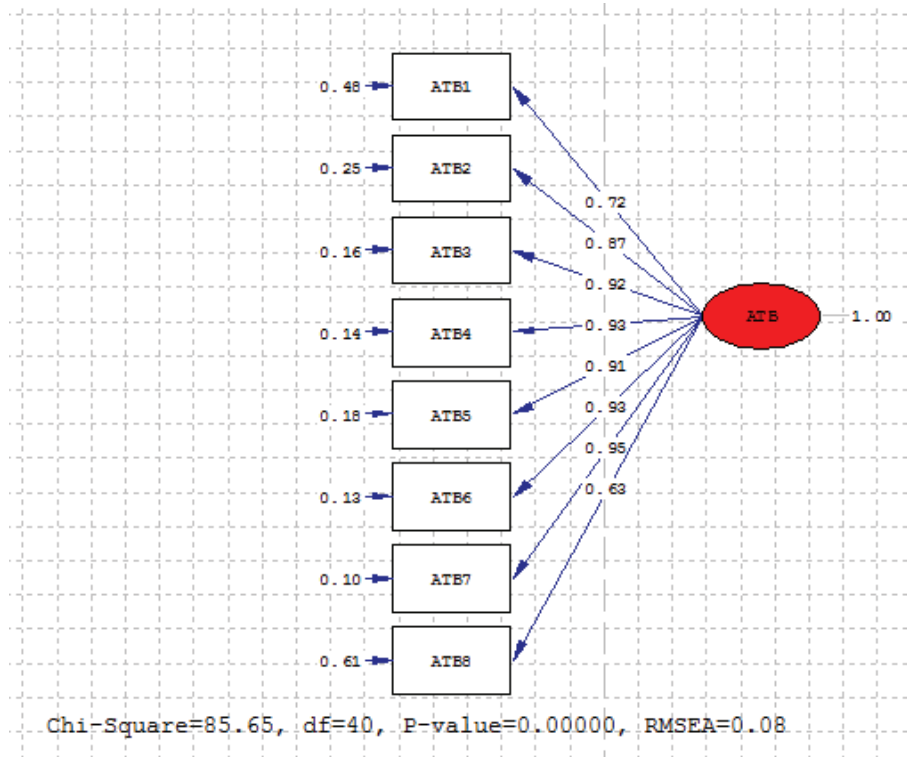 0.48 ATB1
0.72
0.25 ATB2
0.87
0.16 ATB3
0.92
ATB 1.00
0.14 ATB4
0.93
0.91
0.18 ATB5
0.93
0.95
0.13 ATB6
0.63
0.10 ATB7
0.61 ATB8
Chi-Square=85.65, df=40, P-value=0.00000, RMSEA=0.08